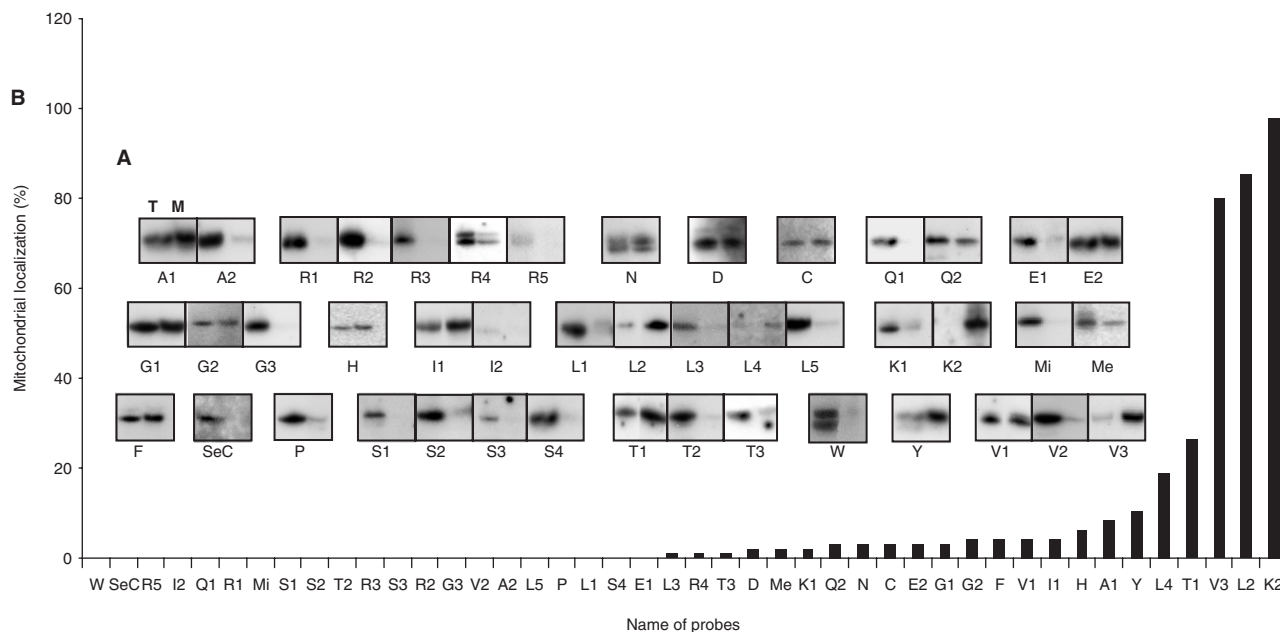 B
120
100
80
60
40
20
0
Mitochondrial localization (%)
A
T M
A1 A2 R1 R2 R3 R4 R5 N D C Q1 Q2 E1 E2
G1 G2 G3 H I1 I2 L1 L2 L3 L4 L5 K1 K2 Mi Me
F SeC P S1 S2 S3 S4 T1 T2 T3 W Y V1 V2 V3
W SeC R5 I2 Q1 R1 Mi S1 S2 T2 R3 S3 R2 G3 V2 A2 L5 P L1 S4 E1 L3 R4 T3 D Me K1 Q2 N C E2 G1 G2 F V1 I1 H A1 Y L4 T1 V3 L2 K2
Name of probes